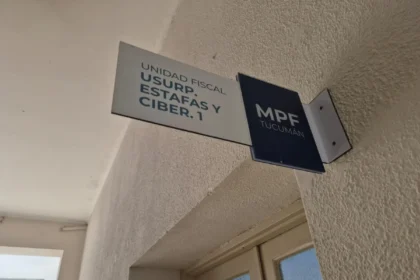 UNIDAD FISCAL
USURP.
ESTAFAS Y
CIBER. 1
MPF
TUCUMÁN